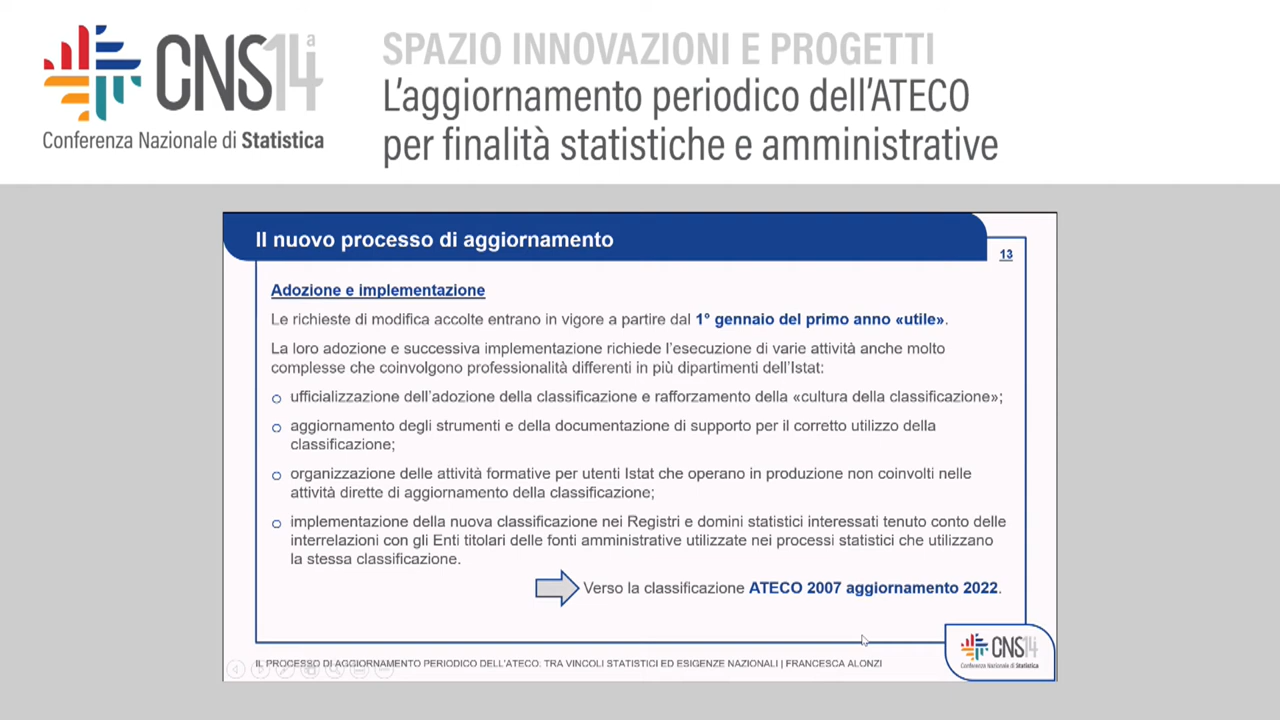 CNS14a
Conferenza Nazionale di Statistica
SPAZIO INNOVAZIONI E PROGETTI
L'aggiornamento periodico dell'ATECO
per finalità statistiche e amministrative
Il nuovo processo di aggiornamento
13
Adozione e implementazione
Le richieste di modifica accolte entrano in vigore a partire dal 1° gennaio del primo anno «utile».
La loro adozione e successiva implementazione richiede l'esecuzione di varie attività anche molto
complesse che coinvolgono professionalità differenti in più dipartimenti dell'Istat:
ufficializzazione dell'adozione della classificazione e rafforzamento della «cultura della classificazione»;
aggiornamento degli strumenti e della documentazione di supporto per il corretto utilizzo della
classificazione;
organizzazione delle attività formative per utenti Istat che operano in produzione non coinvolti nelle
attività dirette di aggiornamento della classificazione;
implementazione della nuova classificazione nei Registri e domini statistici interessati tenuto conto delle
interrelazioni con gli Enti titolari delle fonti amministrative utilizzate nei processi statistici che utilizzano
la stessa classificazione.
Verso la classificazione ATECO 2007 aggiornamento 2022.
IL PROCESSO DI AGGIORNAMENTO PERIODICO DELL'ATECO: TRA VINCOLI STATISTICI ED ESIGENZE NAZIONALI | FRANCESCA ALONZI
CNS14
Conferenza Nazionale di Statistica